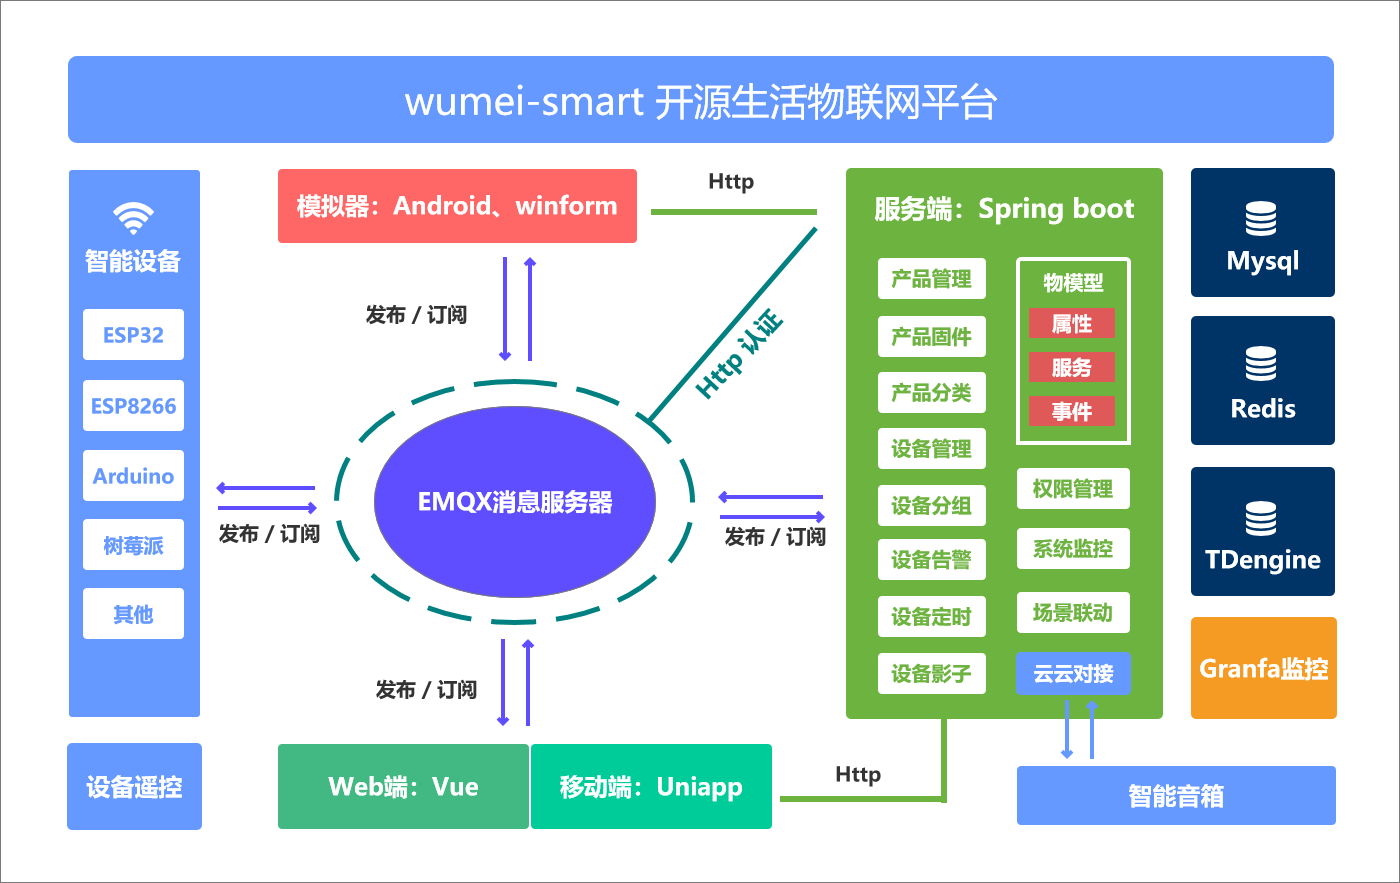 wumei-smart 开源生活物联网平台
智能设备
ESP32
ESP8266
Arduino
树莓派
其他
设备遥控
模拟器：Android、winform
Http
发布 / 订阅
Http 认证
EMQX消息服务器
发布 / 订阅
发布 / 订阅
发布 / 订阅
Web端：Vue
移动端：Uniapp
Http
服务端：Spring boot
产品管理
产品固件
产品分类
设备管理
设备分组
设备告警
设备定时
设备影子
物模型
属性
服务
事件
权限管理
系统监控
场景联动
云云对接
智能音箱
Mysql
Redis
TDengine
Granfa监控